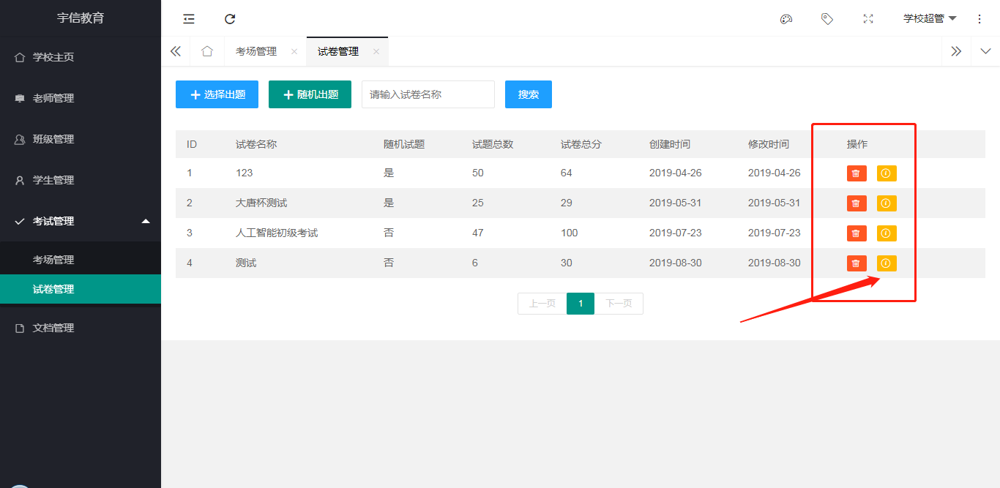 宇信教育
学校超管
学校主页
老师管理
班级管理
学生管理
考试管理
考场管理
试卷管理
文档管理
考场管理 试卷管理
选择出题 随机出题 请输入试卷名称 搜索
ID 试卷名称 随机试题 试题总数 试卷总分 创建时间 修改时间 操作
1 123 是 50 64 2019-04-26 2019-04-26
2 大唐杯测试 是 25 29 2019-05-31 2019-05-31
3 人工智能初级考试 否 47 100 2019-07-23 2019-07-23
4 测试 否 6 30 2019-08-30 2019-08-30
上一页 1 下一页